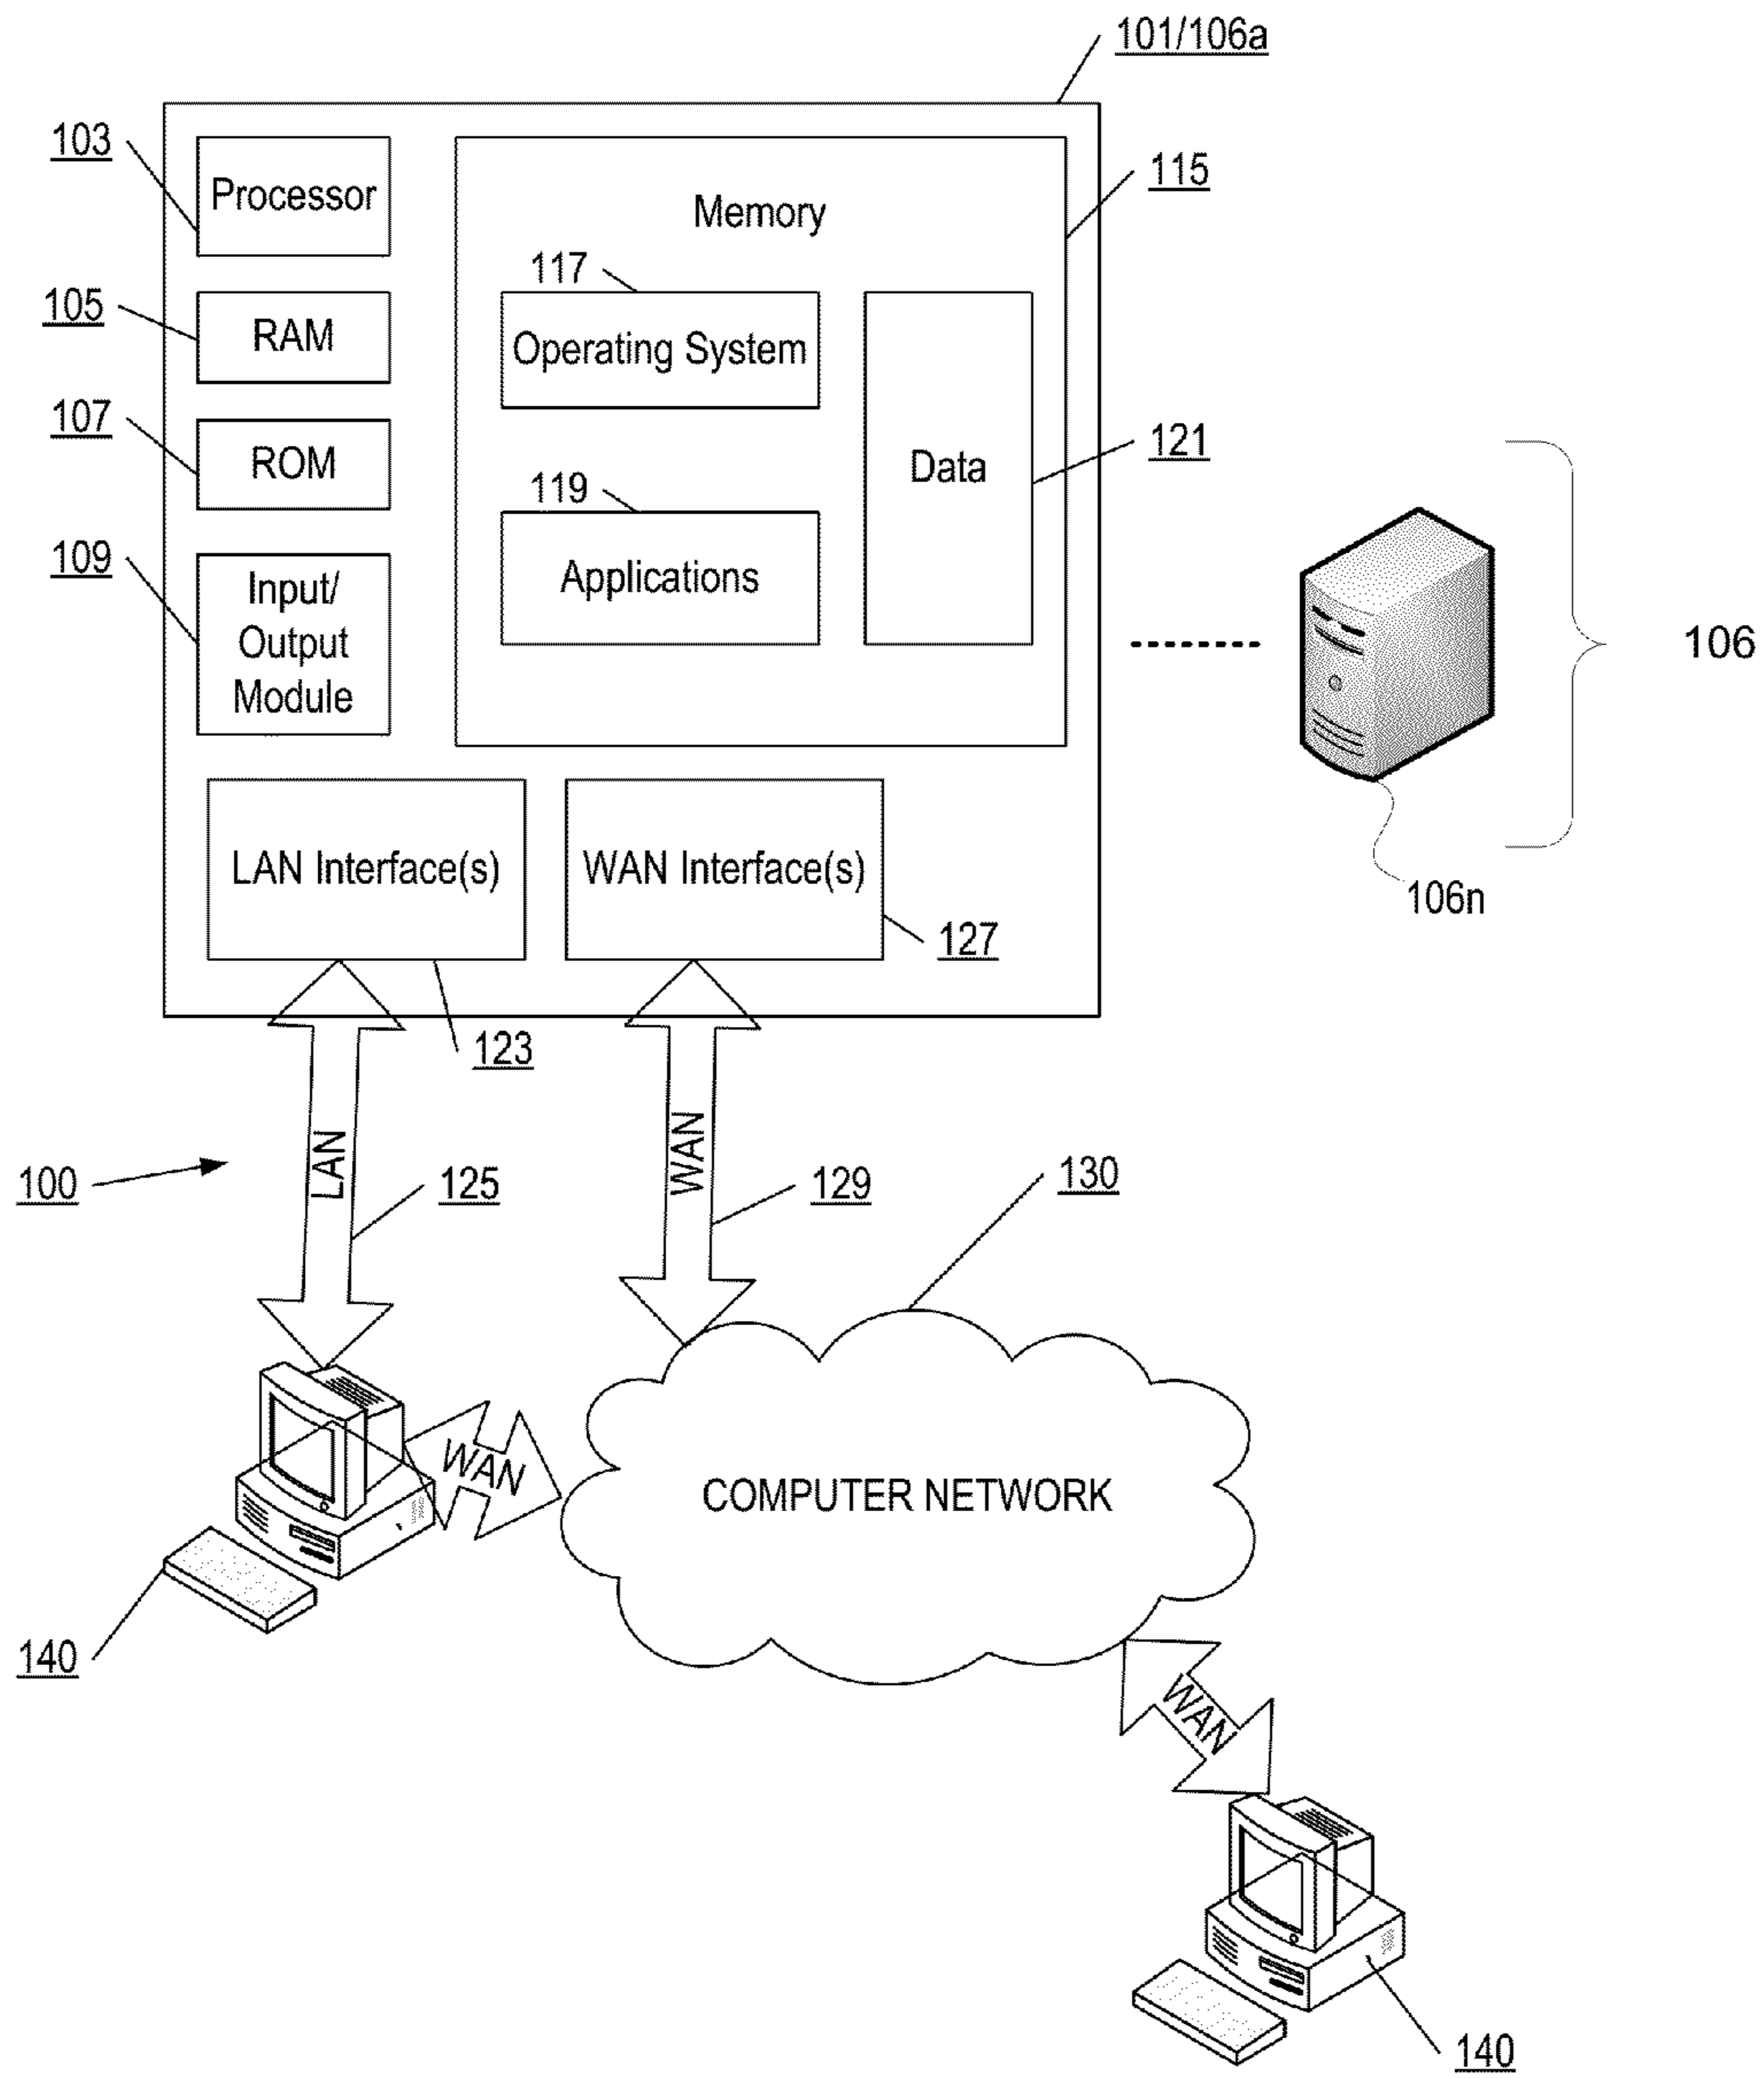 101/106a
103
Processor
115
Memory
117
105
RAM
Operating System
107
ROM
121
Data
119
109
Input/
Output
Module
Applications
106
LAN Interface(s)
WAN Interface(s)
106n
127
123
LAN
WAN
100
125
129
130
WAN
COMPUTER NETWORK
140
WAN
140